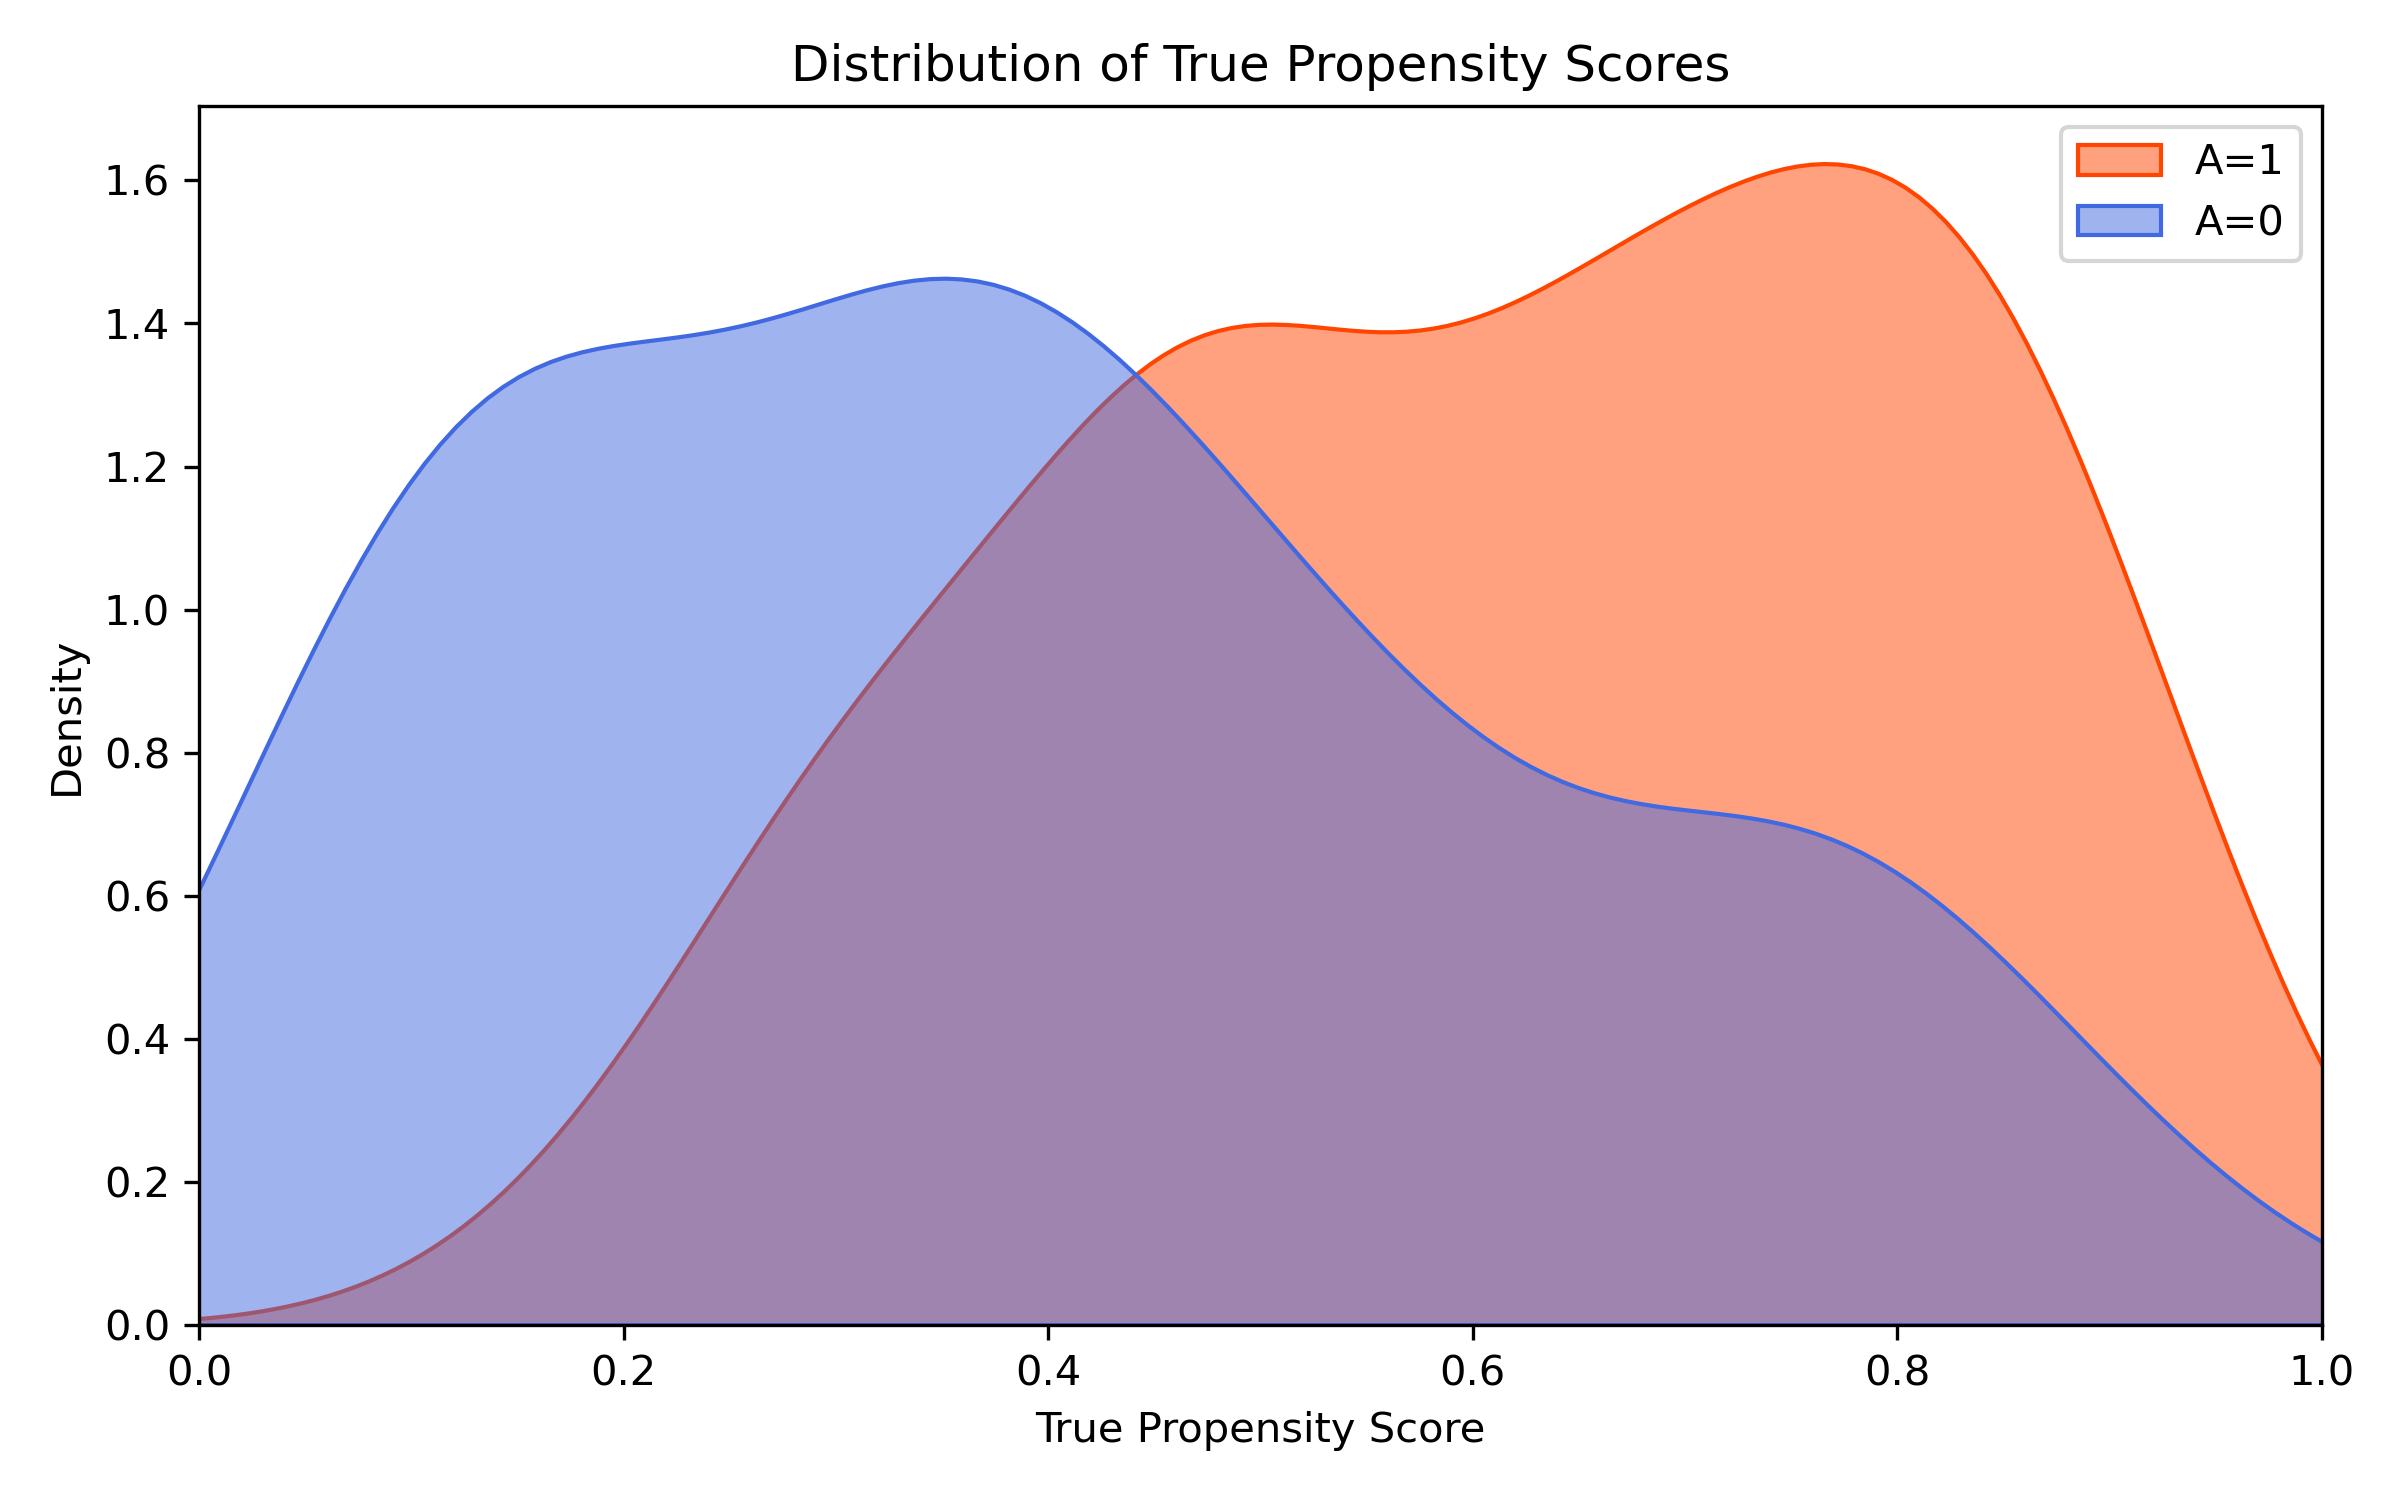 Distribution of True Propensity Scores
A=1
A=0
Density
1.6
1.4
1.2
1.0
0.8
0.6
0.4
0.2
0.0
0.0 0.2 0.4 0.6 0.8 1.0
True Propensity Score